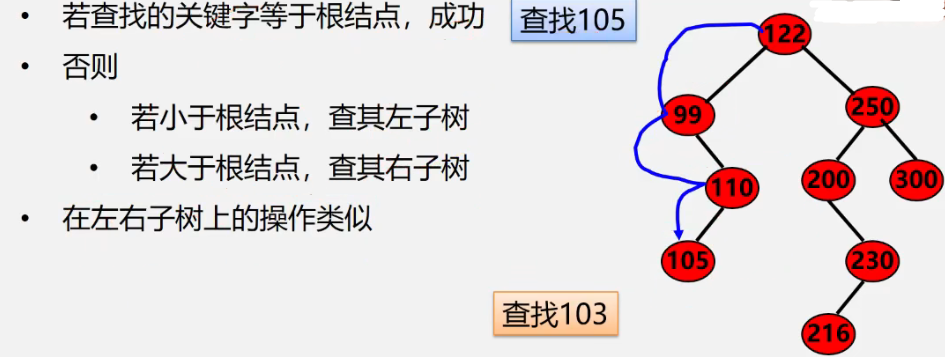 • 若查找的关键字等于根结点，成功
查找105
• 否则
• 若小于根结点，查其左子树
• 若大于根结点，查其右子树
• 在左右子树上的操作类似
查找103
122
99
250
110
200
300
105
230
216